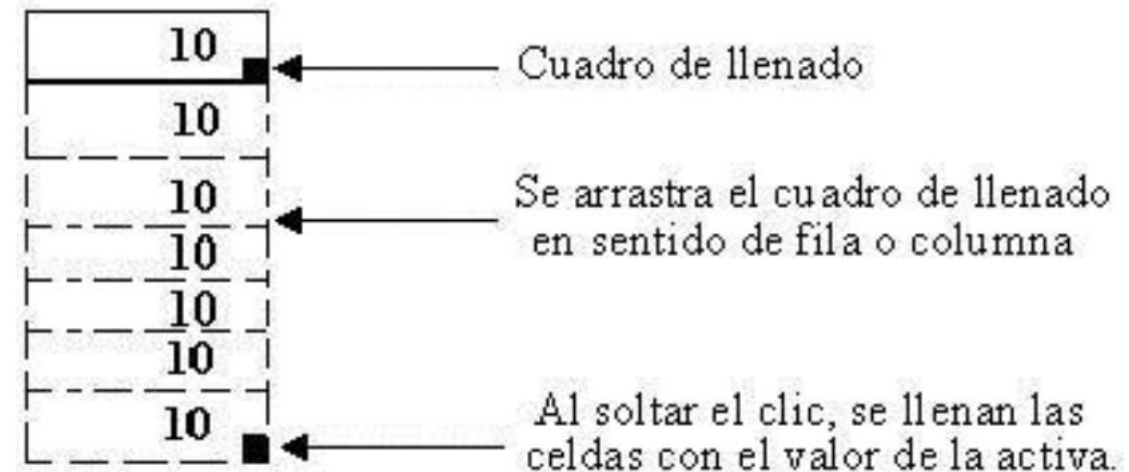 10
Cuadro de llenado
10
10
Se arrastra el cuadro de llenado
en sentido de fila o columna
10
10
10
10
Al soltar el clic, se llenan las
celdas con el valor de la activa.